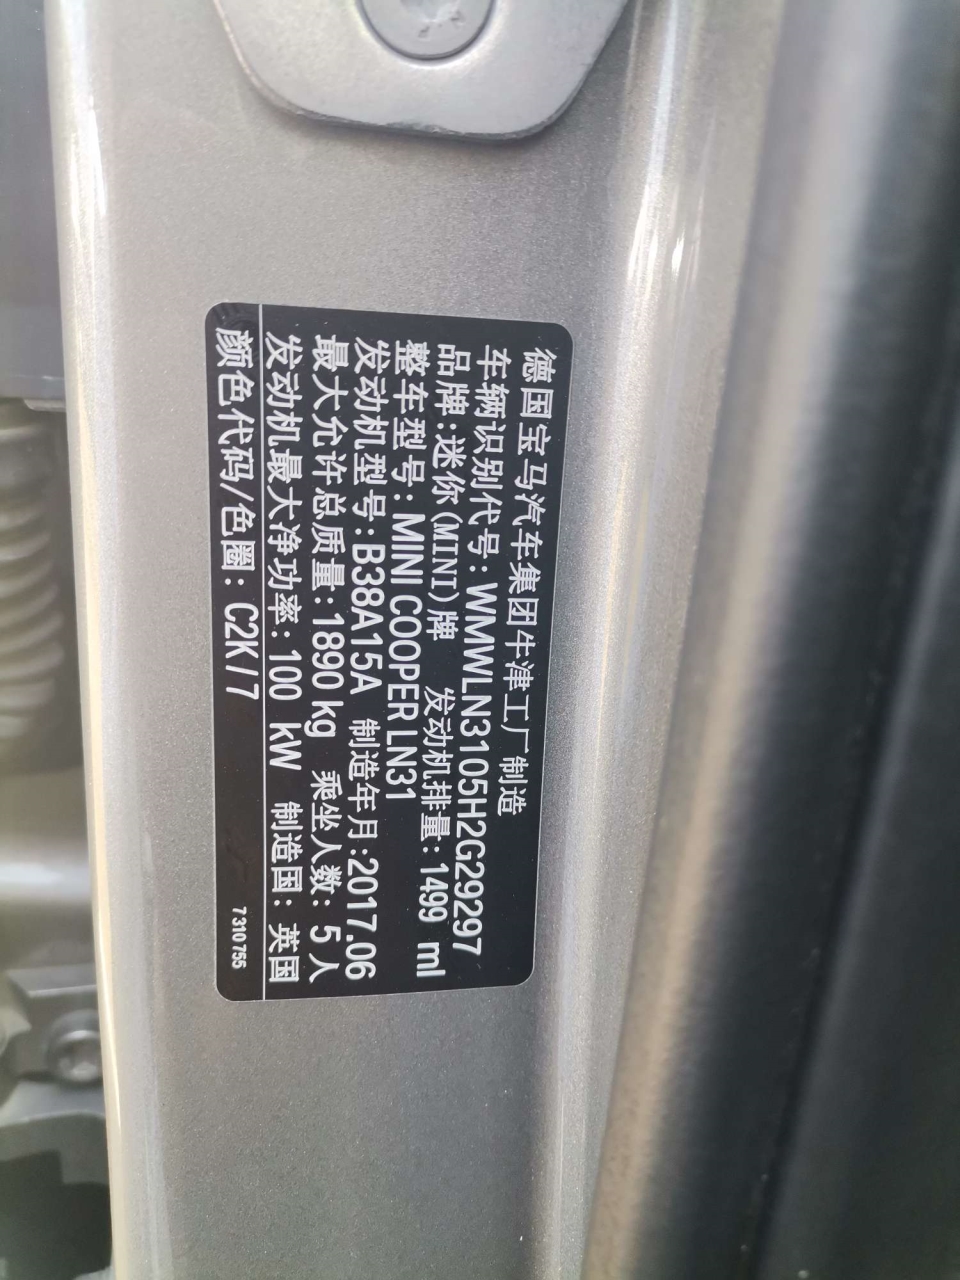 德国宝马汽车集团牛津工厂制造
车辆识别代号: WMWLN3105H2G29297
品牌:迷你(MINI)牌 发动机排量: 1499 ml
整车型号: MINI COOPER LN31
发动机型号: B38A15A 制造年月:2017.06
最大允许总质量:1890 kg 乘坐人数: 5 人
发动机最大净功率: 100 kW 制造国: 英国
颜色代码/色圈: C2K/7
7 310 755